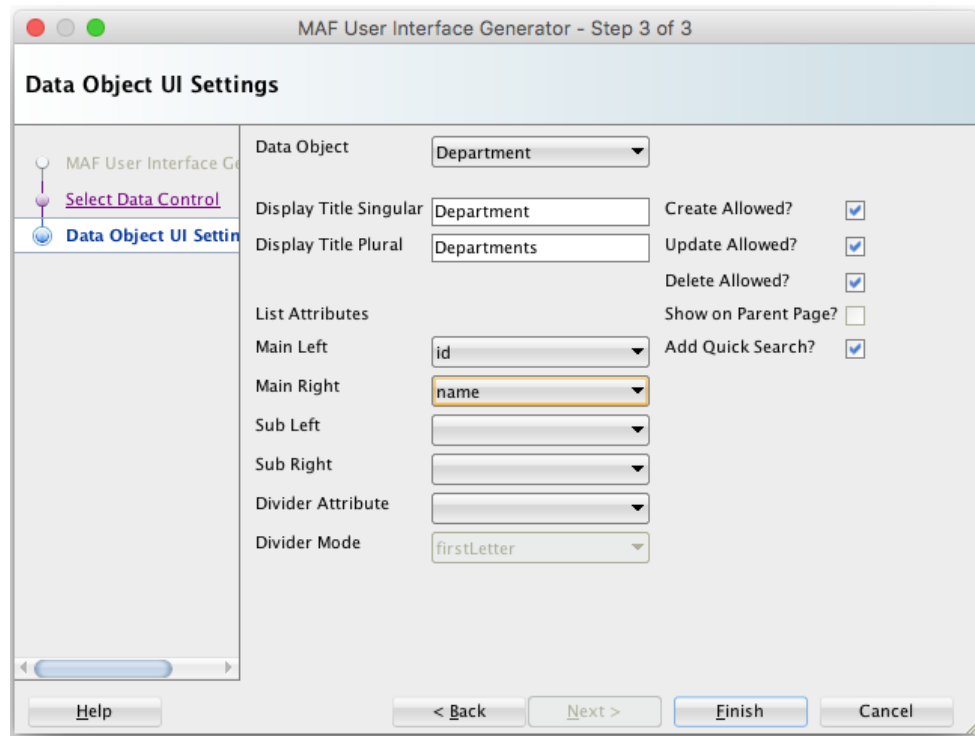 MAF User Interface Generator - Step 3 of 3
Data Object UI Settings
MAF User Interface Ge
Select Data Control
Data Object UI Settin
Data Object
Department
Display Title Singular
Department
Create Allowed?
Display Title Plural
Departments
Update Allowed?
Delete Allowed?
List Attributes
Show on Parent Page?
Main Left
id
Add Quick Search?
Main Right
name
Sub Left
Sub Right
Divider Attribute
Divider Mode
firstLetter
Help
< Back
Next >
Finish
Cancel